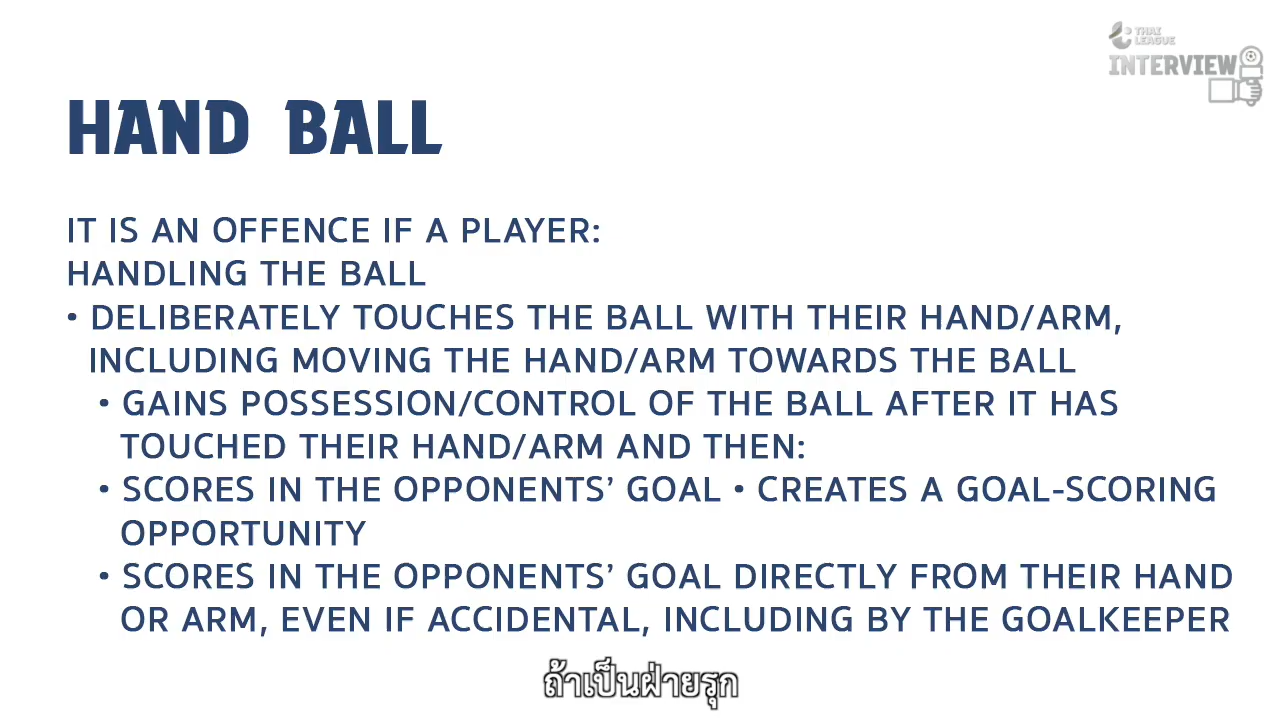 THAI
LEAGUE
INTERVIEW
HAND BALL
IT IS AN OFFENCE IF A PLAYER:
HANDLING THE BALL
• DELIBERATELY TOUCHES THE BALL WITH THEIR HAND/ARM,
INCLUDING MOVING THE HAND/ARM TOWARDS THE BALL
• GAINS POSSESSION/CONTROL OF THE BALL AFTER IT HAS
TOUCHED THEIR HAND/ARM AND THEN:
• SCORES IN THE OPPONENTS’ GOAL • CREATES A GOAL-SCORING
OPPORTUNITY
• SCORES IN THE OPPONENTS’ GOAL DIRECTLY FROM THEIR HAND
OR ARM, EVEN IF ACCIDENTAL, INCLUDING BY THE GOALKEEPER
ถ้าเป็นฝ่ายรุก